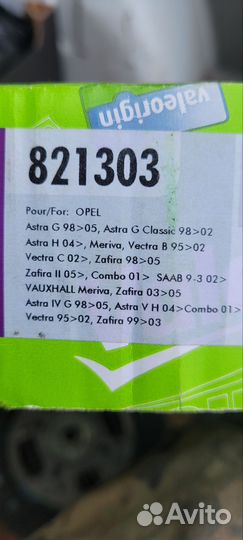 valeorigin
821303
Pour/For: OPEL
Astra G 98>05, Astra G Classic 98>02
Astra H 04>, Meriva, Vectra B 95>02
Vectra C 02>, Zafira 98>05
Zafira II 05>, Combo 01> SAAB 9-3 02>
VAUXHALL Meriva, Zafira 03>05
Astra IV G 98>05, Astra V H 04>Combo 01>
Vectra 95>02, Zafira 99>03
Avito